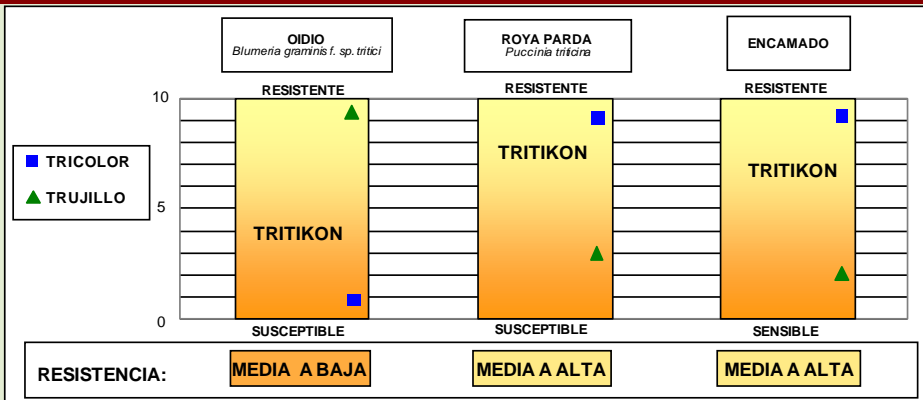 OIDIO
Blumeria graminis f. sp. tritici
ROYA PARDA
Puccinia triticina
ENCAMADO
RESISTENTE
RESISTENTE
RESISTENTE
10
5
0
TRICOLOR
TRUJILLO
TRITIKON
TRITIKON
TRITIKON
SUSCEPTIBLE
SUSCEPTIBLE
SENSIBLE
RESISTENCIA:
MEDIA A BAJA
MEDIA A ALTA
MEDIA A ALTA